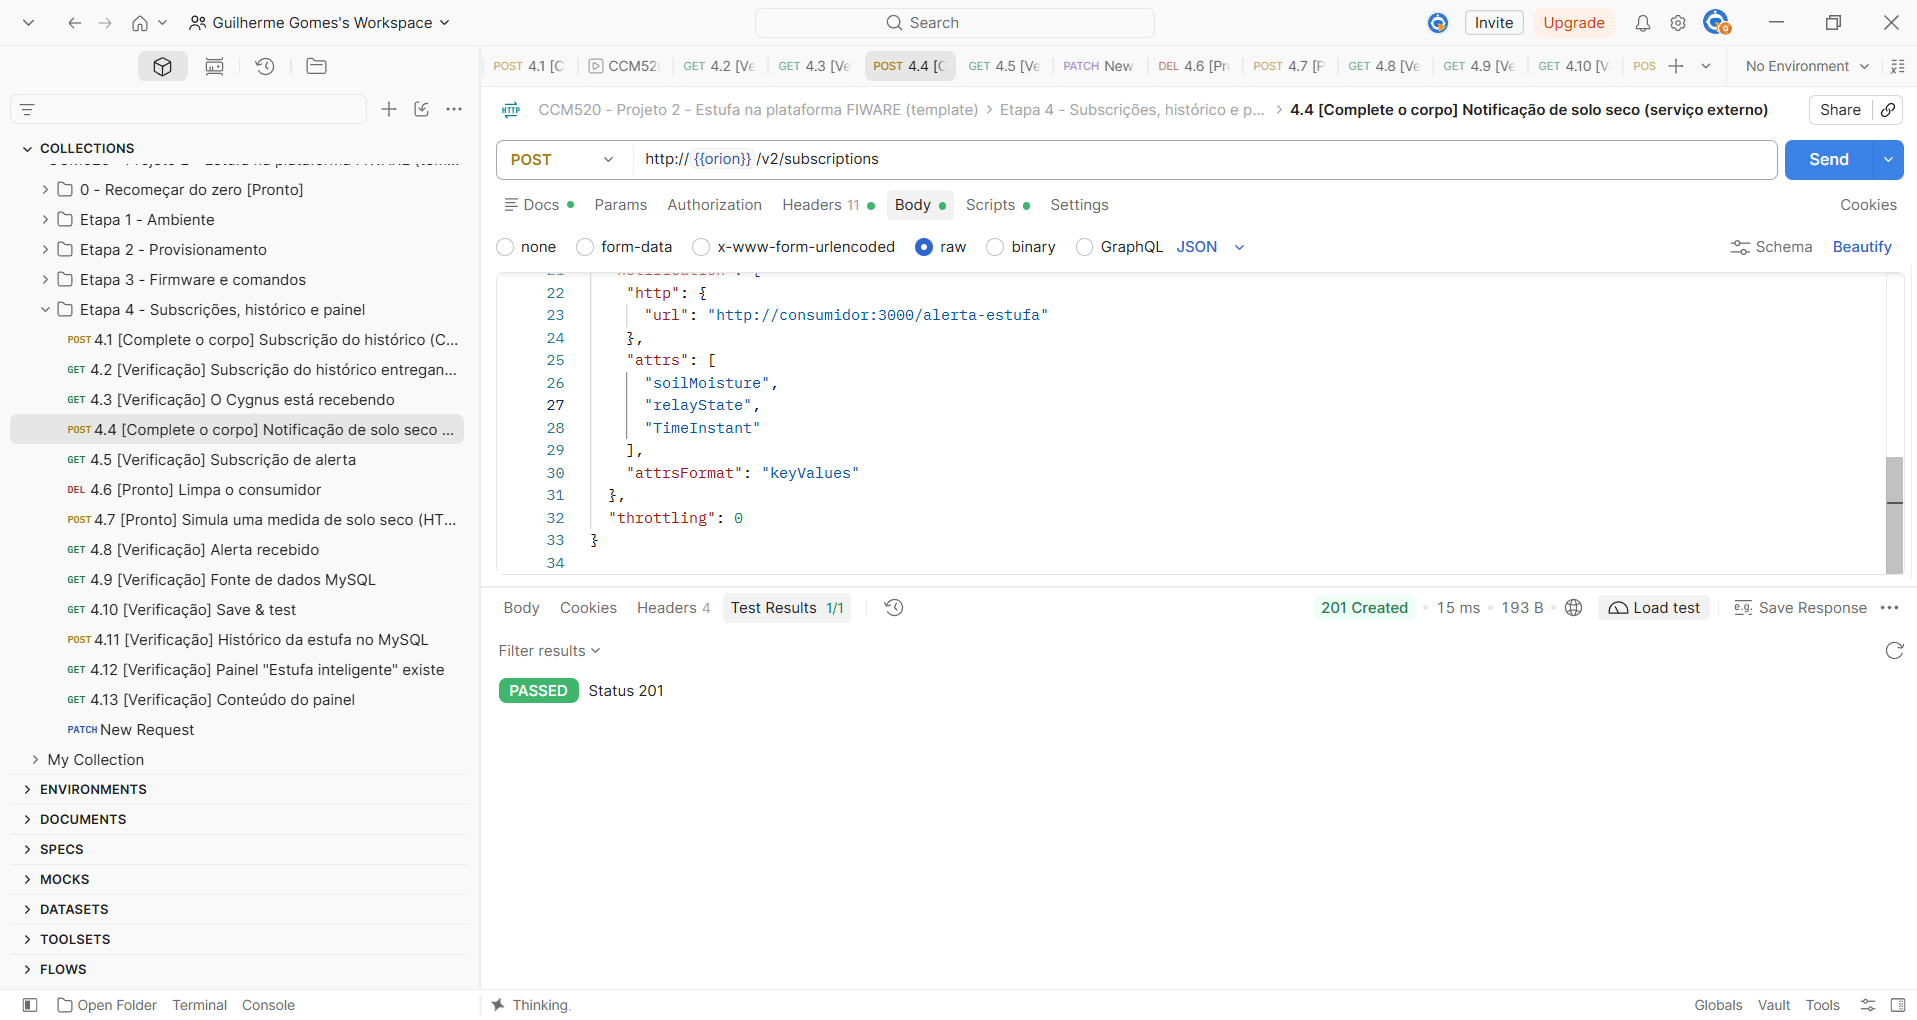 Guilherme Gomes's Workspace
Search
Invite
Upgrade
POST 4.1 [C
CCM52
GET 4.2 [Ve
GET 4.3 [Ve
POST 4.4 [C
GET 4.5 [Ve
PATCH New
DEL 4.6 [Pr
POST 4.7 [P
GET 4.8 [Ve
GET 4.9 [Ve
GET 4.10 [V
POS
No Environment
COLLECTIONS
0 - Recomeçar do zero [Pronto]
Etapa 1 - Ambiente
Etapa 2 - Provisionamento
Etapa 3 - Firmware e comandos
Etapa 4 - Subscrições, histórico e painel
POST 4.1 [Complete o corpo] Subscrição do histórico (C...
GET 4.2 [Verificação] Subscrição do histórico entregan...
GET 4.3 [Verificação] O Cygnus está recebendo
POST 4.4 [Complete o corpo] Notificação de solo seco ...
GET 4.5 [Verificação] Subscrição de alerta
DEL 4.6 [Pronto] Limpa o consumidor
POST 4.7 [Pronto] Simula uma medida de solo seco (HT...
GET 4.8 [Verificação] Alerta recebido
GET 4.9 [Verificação] Fonte de dados MySQL
GET 4.10 [Verificação] Save & test
POST 4.11 [Verificação] Histórico da estufa no MySQL
GET 4.12 [Verificação] Painel "Estufa inteligente" existe
GET 4.13 [Verificação] Conteúdo do painel
PATCH New Request
My Collection
ENVIRONMENTS
DOCUMENTS
SPECS
MOCKS
DATASETS
TOOLSETS
FLOWS
HTTP CCM520 - Projeto 2 - Estufa na plataforma FIWARE (template) > Etapa 4 - Subscrições, histórico e p... > 4.4 [Complete o corpo] Notificação de solo seco (serviço externo)
Share
POST http:// {{orion}} /v2/subscriptions
Send
Docs Params Authorization Headers 11 Body Scripts Settings
Cookies
none form-data x-www-form-urlencoded raw binary GraphQL JSON
Schema Beautify
22 "http": {
23 "url": "http://consumidor:3000/alerta-estufa"
24 },
25 "attrs": [
26 "soilMoisture",
27 "relayState",
28 "TimeInstant"
29 ],
30 "attrsFormat": "keyValues"
31 },
32 "throttling": 0
33 }
34
Body Cookies Headers 4 Test Results 1/1
201 Created • 15 ms • 193 B
Load test
e.g. Save Response
Filter results
PASSED Status 201
Open Folder Terminal Console
Thinking.
Globals Vault Tools